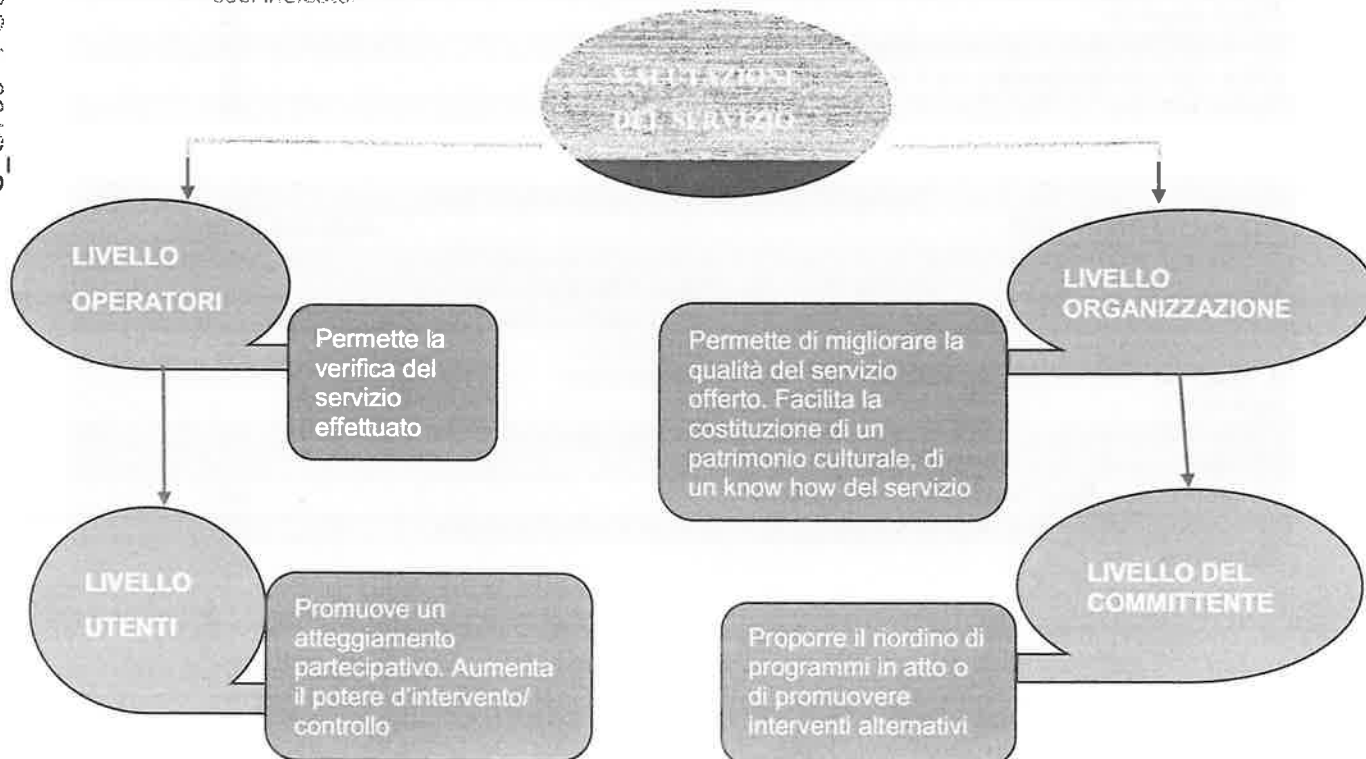 VALUTAZIONE
DEL SERVIZIO
LIVELLO
OPERATORI
Permette la
verifica del
servizio
effettuato
LIVELLO
ORGANIZZAZIONE
Permette di migliorare la
qualità del servizio
offerto. Facilita la
costituzione di un
patrimonio culturale, di
un know how del servizio
LIVELLO
UTENTI
Promuove un
atteggiamento
partecipativo. Aumenta
il potere d'intervento/
controllo
LIVELLO DEL
COMMITTENTE
Proporre il riordino di
programmi in atto o
di promuovere
interventi alternativi